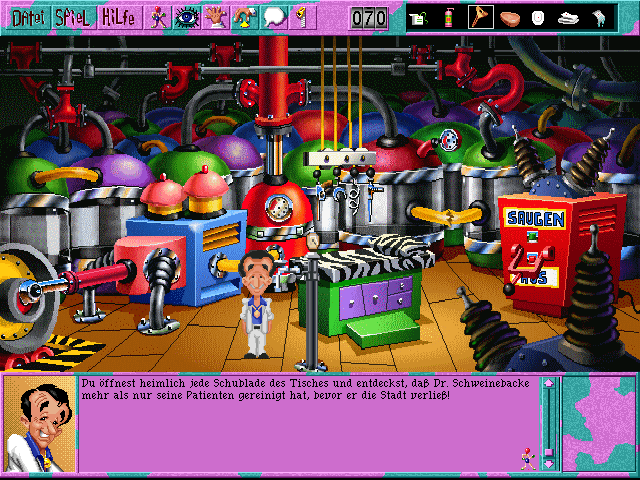 Datei Spiel Hilfe 070
SAUGEN
AUS
Du öffnest heimlich jede Schublade des Tisches und entdeckst, daß Dr. Schweinebacke
mehr als nur seine Patienten gereinigt hat, bevor er die Stadt verließ!